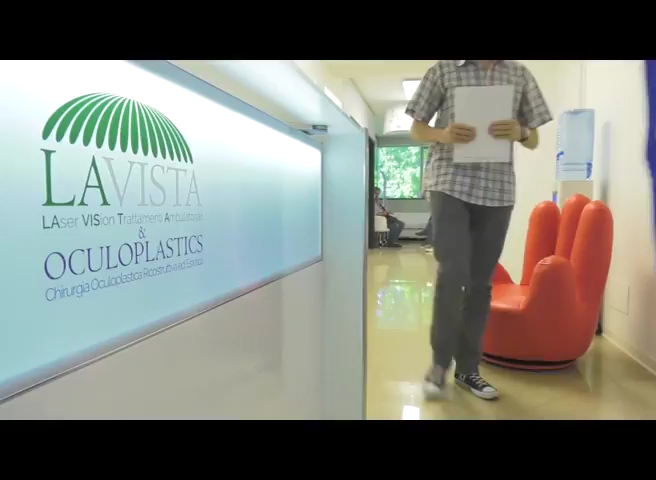 LAVISTA
LAser VISion Trattamento Ambulatoriale
&
OCULOPLASTICS
Chirurgia Oculoplastica Ricostruttiva ed Estetica